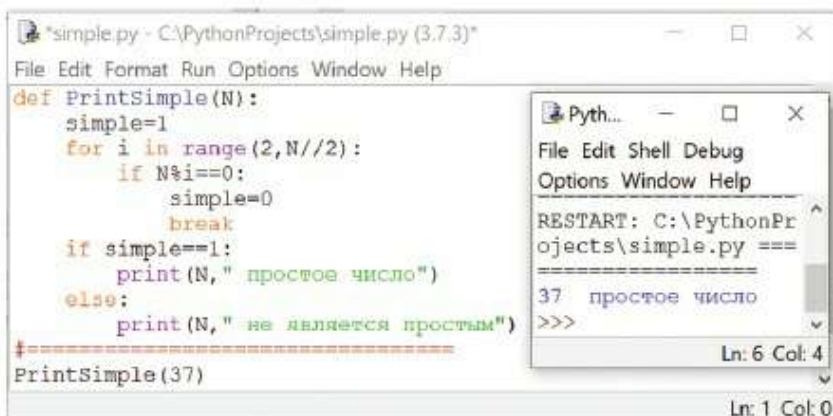 *simple.py - C:\PythonProjects\simple.py (3.7.3)*
File Edit Format Run Options Window Help
def PrintSimple(N):
    simple=1
    for i in range(2,N//2):
        if N%i==0:
            simple=0
            break
    if simple==1:
        print(N," простое число")
    else:
        print(N," не является простым")
#==================================
PrintSimple(37)
Ln: 1 Col: 0
Pyth...
File Edit Shell Debug
Options Window Help
====================
RESTART: C:\PythonPr
ojects\simple.py ===
=================
37  простое число
>>>
Ln: 6 Col: 4